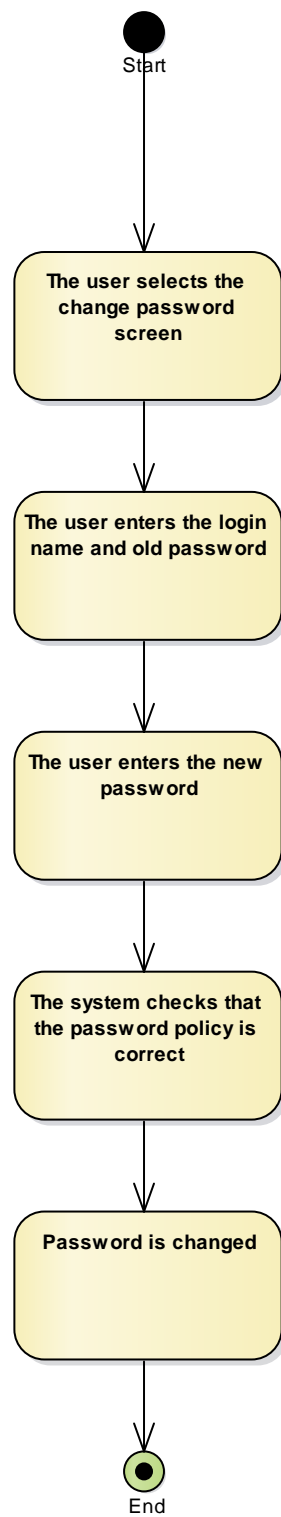 Start
The user selects the
change password
screen
The user enters the login
name and old password
The user enters the new
password
The system checks that
the password policy is
correct
Password is changed
End